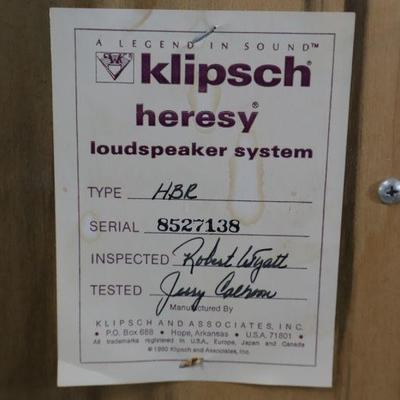 A LEGEND IN SOUND™
klipsch®
heresy®
loudspeaker system
TYPE HBR
SERIAL 8527138
INSPECTED Robert Wyatt
TESTED Jerry Calhoun
Manufactured By
KLIPSCH AND ASSOCIATES, INC.
• P.O. Box 688 • Hope, Arkansas • U.S.A. 71801 •
All trademarks registered in U.S.A., Europe, Japan and Canada
© 1980 Klipsch and Associates, Inc.